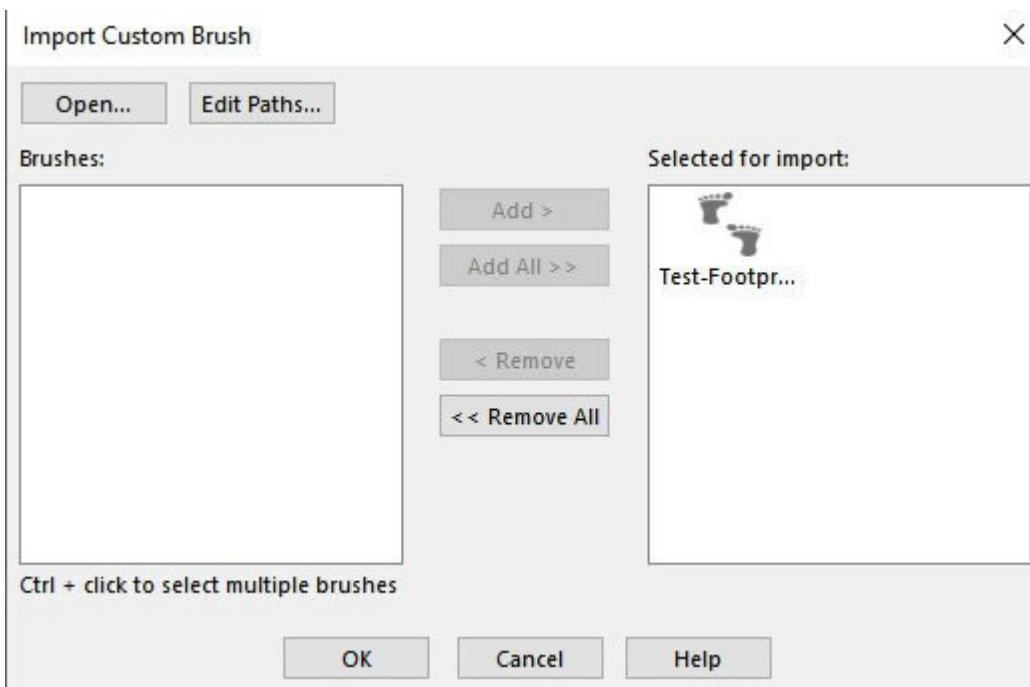 Import Custom Brush
Open... Edit Paths...
Brushes:
Selected for import:
Add >
Add All >>
< Remove
<< Remove All
Test-Footpr...
Ctrl + click to select multiple brushes
OK Cancel Help